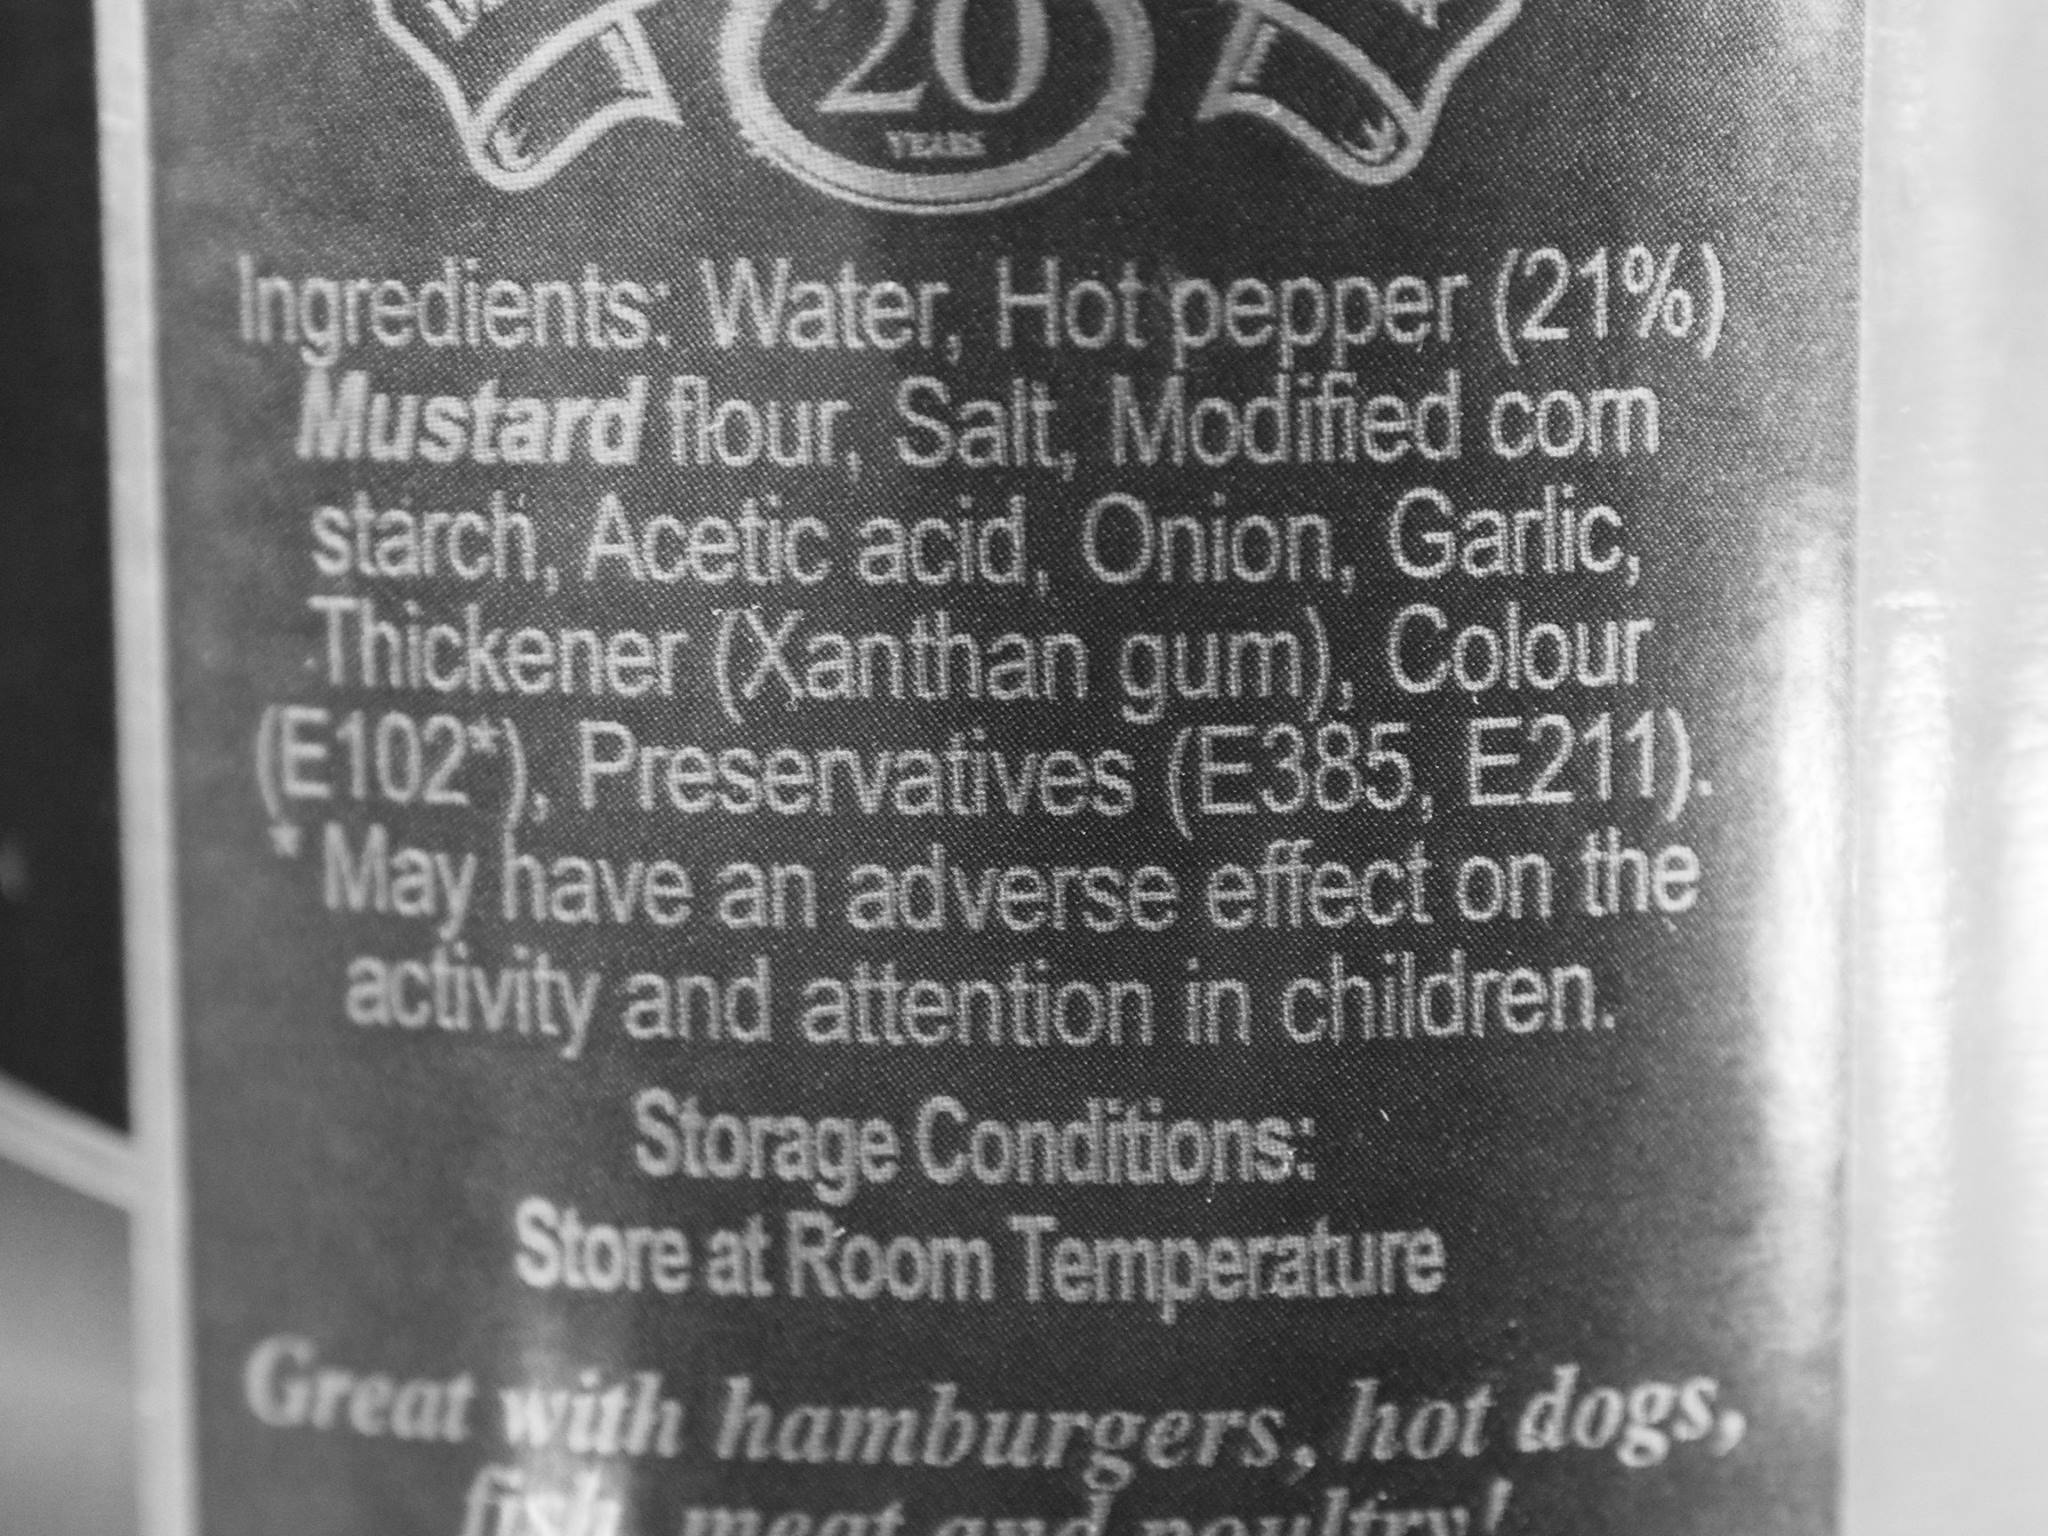 20
YEARS
Ingredients: Water, Hot pepper (21%)
Mustard flour, Salt, Modified corn
starch, Acetic acid, Onion, Garlic,
Thickener (Xanthan gum), Colour
(E102*), Preservatives (E385, E211).
* May have an adverse effect on the
activity and attention in children.
Storage Conditions:
Store at Room Temperature
Great with hamburgers, hot dogs,
fish, meat and poultry!